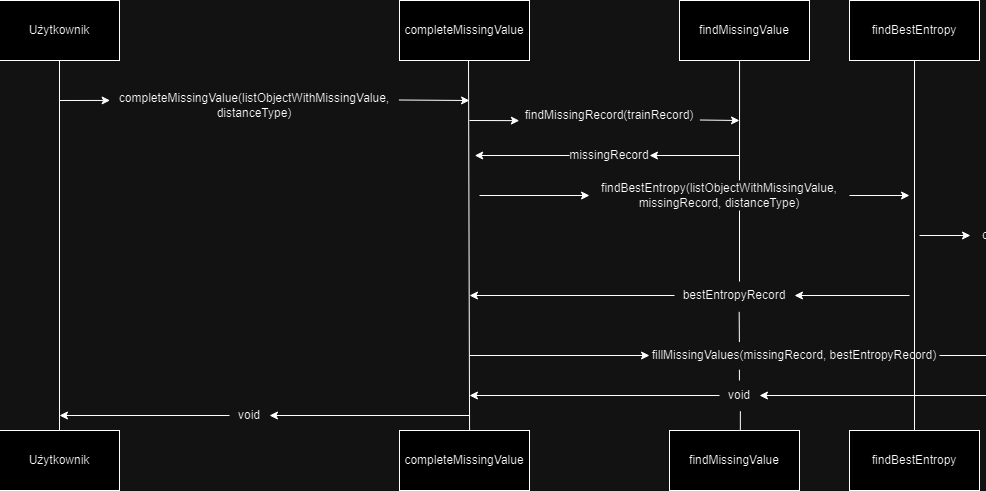 Użytkownik
completeMissingValue
findMissingValue
findBestEntropy
completeMissingValue(listObjectWithMissingValue,
distanceType)
findMissingRecord(trainRecord)
missingRecord
findBestEntropy(listObjectWithMissingValue,
missingRecord, distanceType)
bestEntropyRecord
fillMissingValues(missingRecord, bestEntropyRecord)
void
void
Użytkownik
completeMissingValue
findMissingValue
findBestEntropy